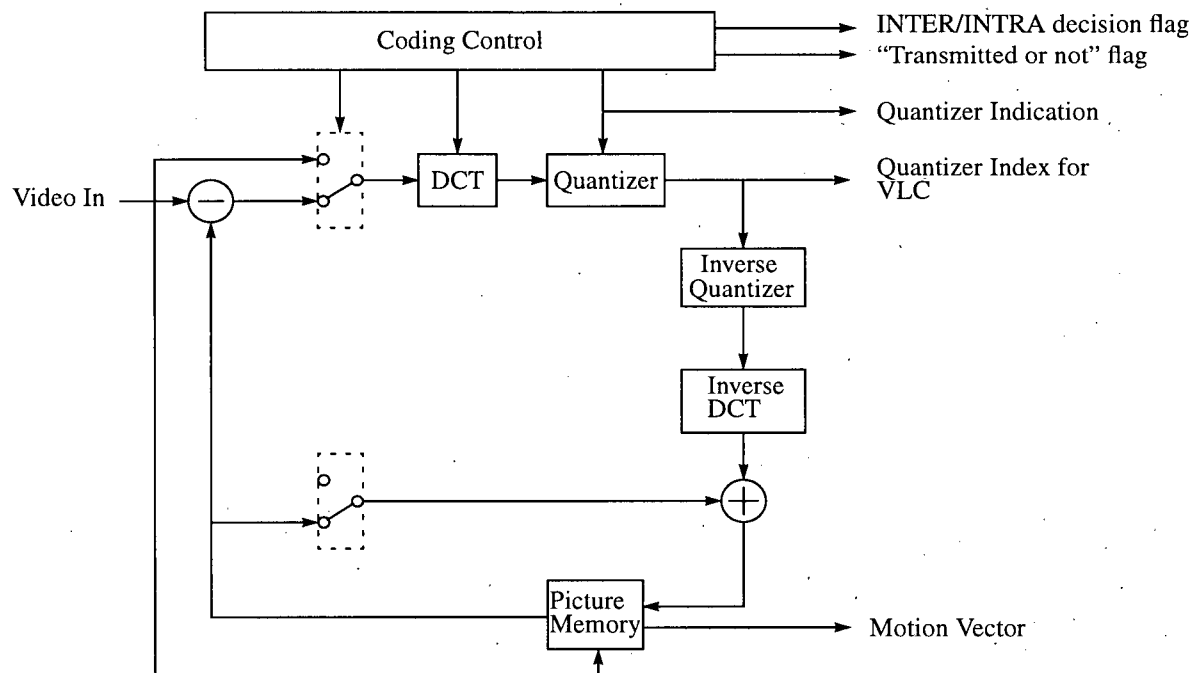 Coding Control
INTER/INTRA decision flag
“Transmitted or not” flag
Quantizer Indication
Video In
DCT
Quantizer
Quantizer Index for
VLC
Inverse
Quantizer
Inverse
DCT
Picture
Memory
Motion Vector